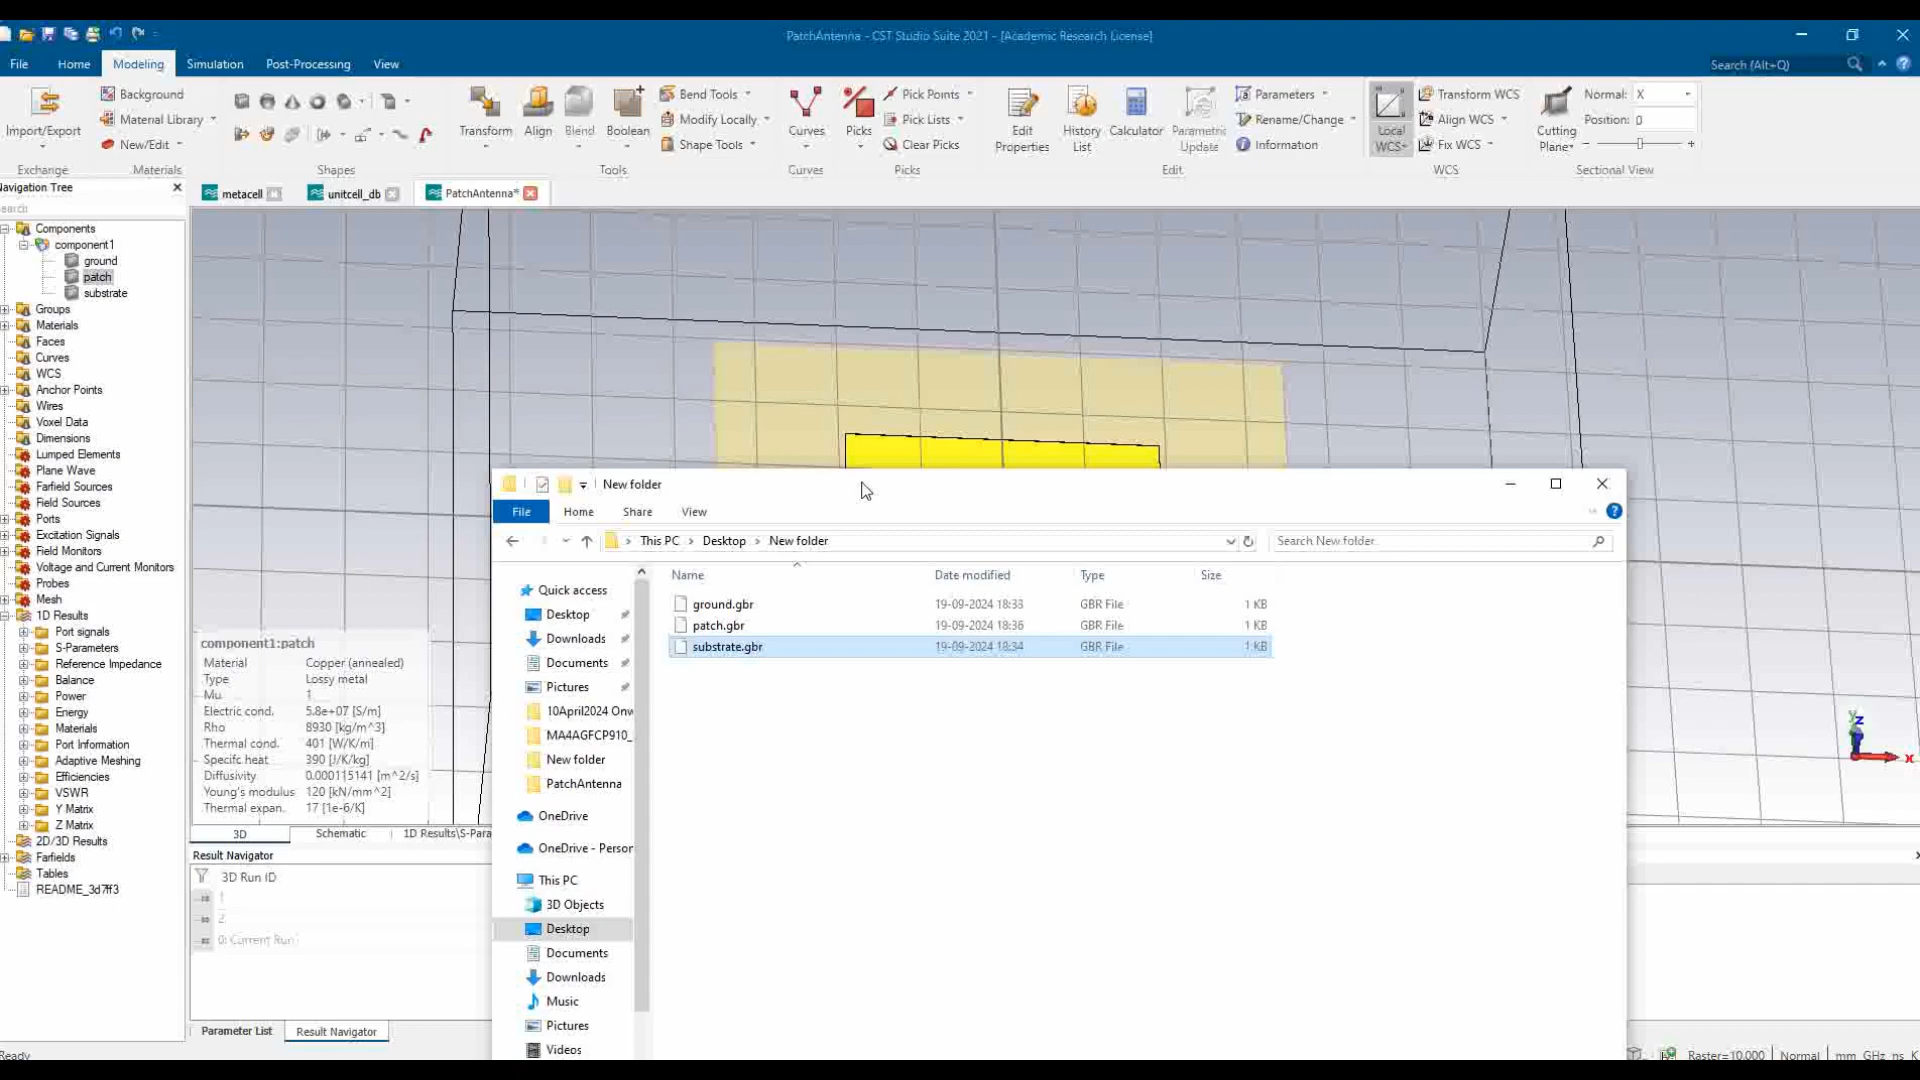 PatchAntenna - CST Studio Suite 2021 - [Academic Research License]
File Home Modeling Simulation Post-Processing View Search (Alt+Q)
Import/Export
Exchange
Background
Material Library
New/Edit
Materials
Shapes
Transform Align Blend Boolean
Bend Tools
Modify Locally
Shape Tools
Tools
Curves
Curves
Picks
Pick Points
Pick Lists
Clear Picks
Picks
Edit Properties
History List
Calculator
Parametric Update
Parameters
Rename/Change
Information
Edit
Local WCS
Transform WCS
Align WCS
Fix WCS
WCS
Cutting Plane
Normal: X
Position: 0
Sectional View
Navigation Tree
metacell unitcell_db PatchAntenna*
Components
component1
ground
patch
substrate
Groups
Materials
Faces
Curves
WCS
Anchor Points
Wires
Voxel Data
Dimensions
Lumped Elements
Plane Wave
Farfield Sources
Field Sources
Ports
Excitation Signals
Field Monitors
Voltage and Current Monitors
Probes
Mesh
1D Results
Port signals
S-Parameters
Reference Impedance
Balance
Power
Energy
Materials
Port Information
Adaptive Meshing
Efficiencies
VSWR
Y Matrix
Z Matrix
2D/3D Results
Farfields
Tables
README_3d7ff3
component1:patch
Material Copper (annealed)
Type Lossy metal
Mu 1
Electric cond. 5.8e+07 [S/m]
Rho 8930 [kg/m^3]
Thermal cond. 401 [W/K/m]
Specifc heat 390 [J/K/kg]
Diffusivity 0.000115141 [m^2/s]
Young's modulus 120 [kN/mm^2]
Thermal expan. 17 [1e-6/K]
3D Schematic 1D Results\S-Para
Result Navigator
3D Run ID
1
2
0: Current Run
Parameter List Result Navigator
Ready
New folder
File Home Share View
This PC Desktop New folder
Search New folder
Name Date modified Type Size
ground.gbr 19-09-2024 18:33 GBR File 1 KB
patch.gbr 19-09-2024 18:36 GBR File 1 KB
substrate.gbr 19-09-2024 18:34 GBR File 1 KB
Quick access
Desktop
Downloads
Documents
Pictures
10April2024 Onw
MA4AGFCP910_
New folder
PatchAntenna
OneDrive
OneDrive - Person
This PC
3D Objects
Desktop
Documents
Downloads
Music
Pictures
Videos
z
x
Raster=10.000 Normal mm GHz ns K